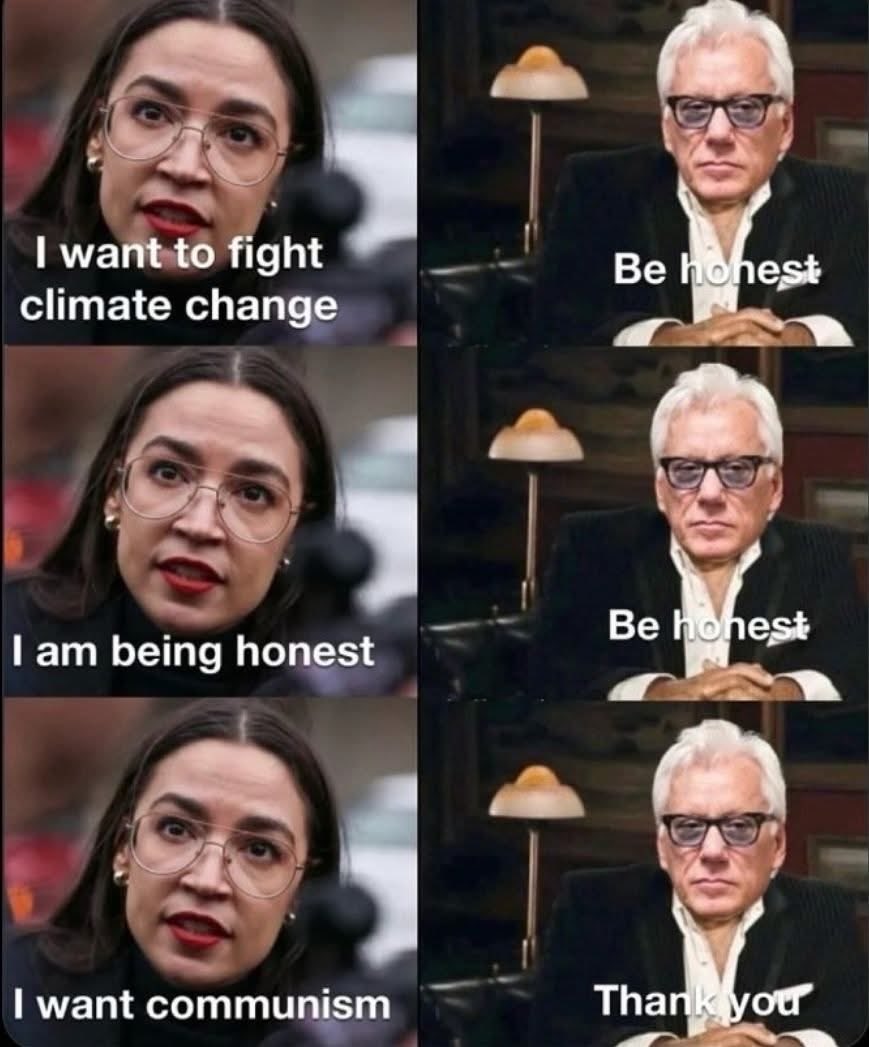 I want to fight
climate change
Be honest
I am being honest
Be honest
I want communism
Thank you